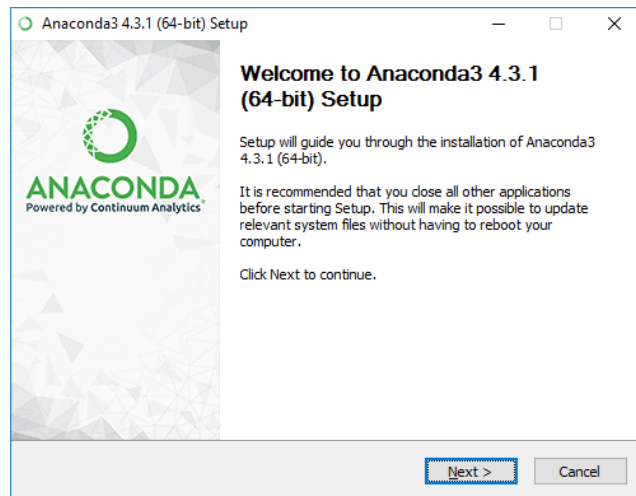 Anaconda3 4.3.1 (64-bit) Setup
Welcome to Anaconda3 4.3.1
(64-bit) Setup
Setup will guide you through the installation of Anaconda3
4.3.1 (64-bit).
It is recommended that you close all other applications
before starting Setup. This will make it possible to update
relevant system files without having to reboot your
computer.
Click Next to continue.
ANACONDA
Powered by Continuum Analytics
Next >
Cancel